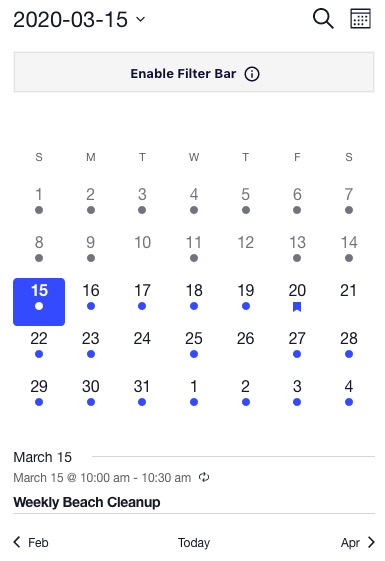 2020-03-15
Enable Filter Bar
S M T W T F S
1 2 3 4 5 6 7
8 9 10 11 12 13 14
15 16 17 18 19 20 21
22 23 24 25 26 27 28
29 30 31 1 2 3 4
March 15
March 15 @ 10:00 am - 10:30 am
Weekly Beach Cleanup
Feb Today Apr